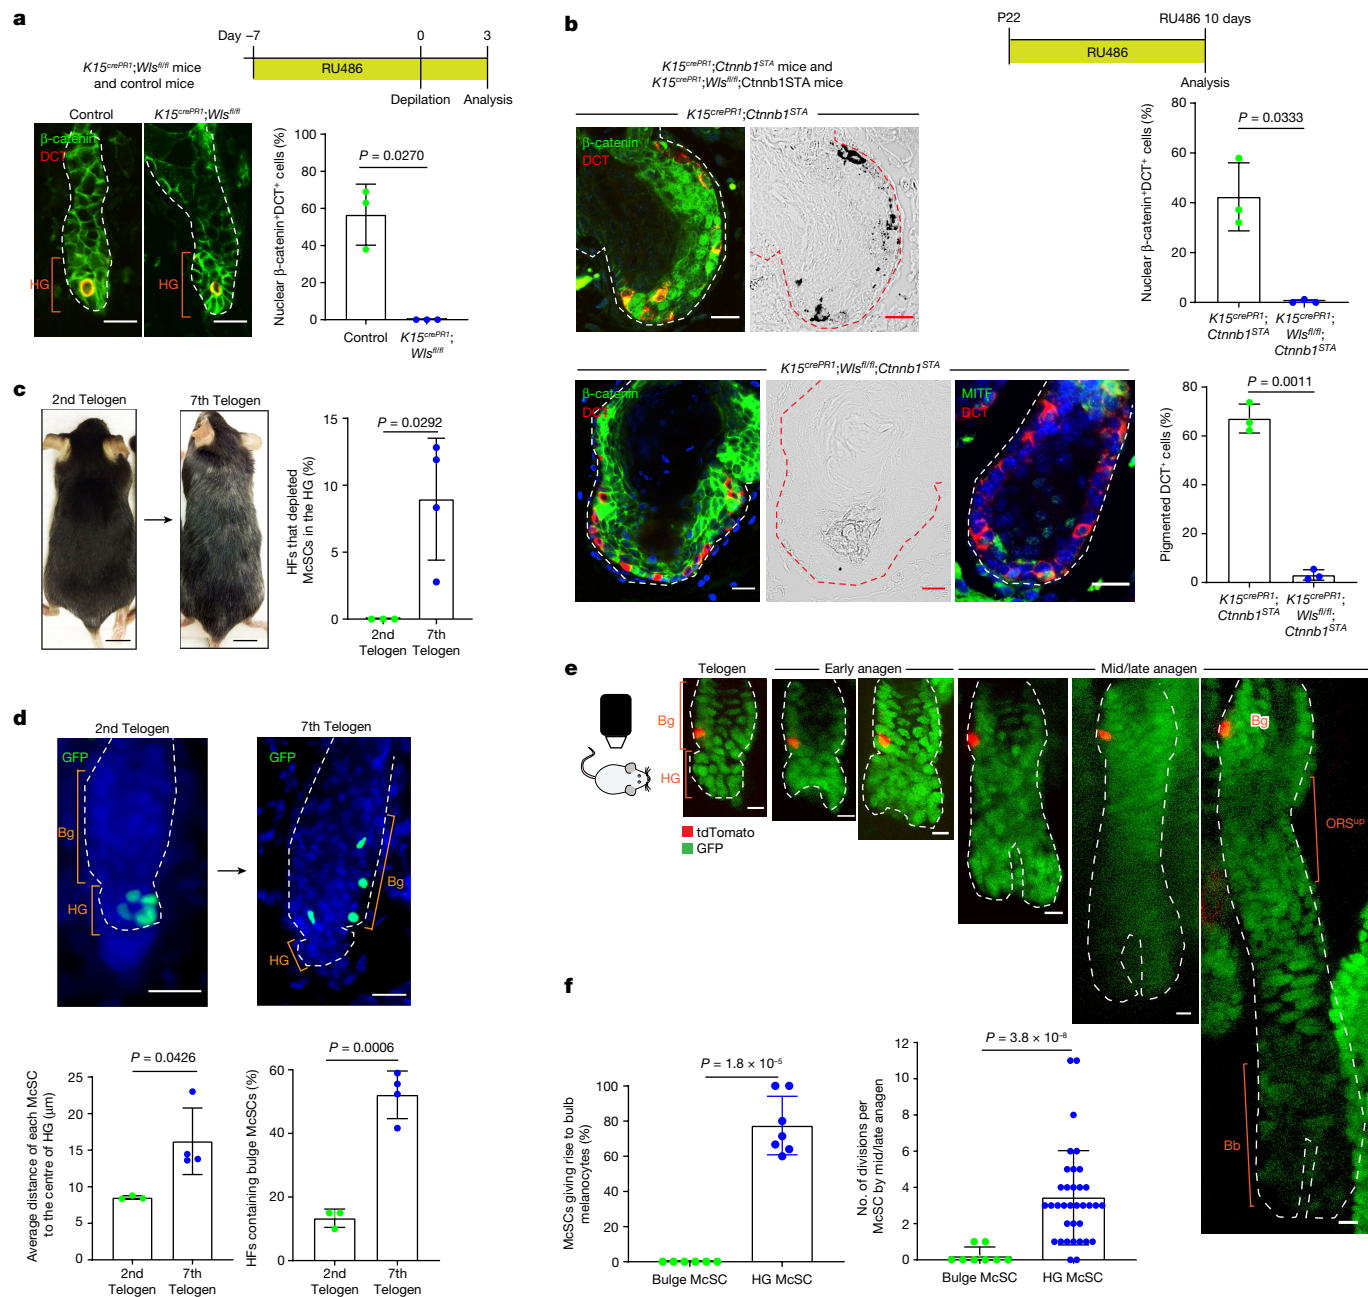 a
Day –7
0
3
K15crePR1;Wlsfl/fl mice
and control mice
RU486
Depilation
Analysis
Control
K15crePR1;Wlsfl/fl
β-catenin
DCT
HG
HG
Nuclear β-catenin+DCT+ cells (%)
100
80
60
40
20
0
P = 0.0270
Control
K15crePR1;
Wlsfl/fl
b
P22
RU486 10 days
RU486
Analysis
K15crePR1;Ctnnb1STA mice and
K15crePR1;Wlsfl/fl;Ctnnb1STA mice
K15crePR1;Ctnnb1STA
β-catenin
DCT
Nuclear β-catenin+DCT+ cells (%)
80
60
40
20
0
P = 0.0333
K15crePR1;
Ctnnb1STA
K15crePR1;
Wlsfl/fl;
Ctnnb1STA
K15crePR1;Wlsfl/fl;Ctnnb1STA
β-catenin
DCT
MITF
DCT
Pigmented DCT+ cells (%)
80
60
40
20
0
P = 0.0011
K15crePR1;
Ctnnb1STA
K15crePR1;
Wlsfl/fl;
Ctnnb1STA
c
2nd Telogen
7th Telogen
HFs that depleted
McSCs in the HG (%)
15
10
5
0
P = 0.0292
2nd
Telogen
7th
Telogen
d
2nd Telogen
7th Telogen
GFP
Bg
HG
GFP
Bg
HG
Average distance of each McSC
to the centre of HG (μm)
25
20
15
10
5
0
P = 0.0426
2nd
Telogen
7th
Telogen
HFs containing bulge McSCs (%)
60
40
20
0
P = 0.0006
2nd
Telogen
7th
Telogen
e
Telogen
Early anagen
Mid/late anagen
Bg
HG
tdTomato
GFP
Bg
ORSup
Bb
f
McSCs giving rise to bulb
melanocytes (%)
100
80
60
40
20
0
P = 1.8 × 10–5
Bulge McSC
HG McSC
No. of divisions per
McSC by mid/late anagen
12
10
8
6
4
2
0
P = 3.8 × 10–8
Bulge McSC
HG McSC